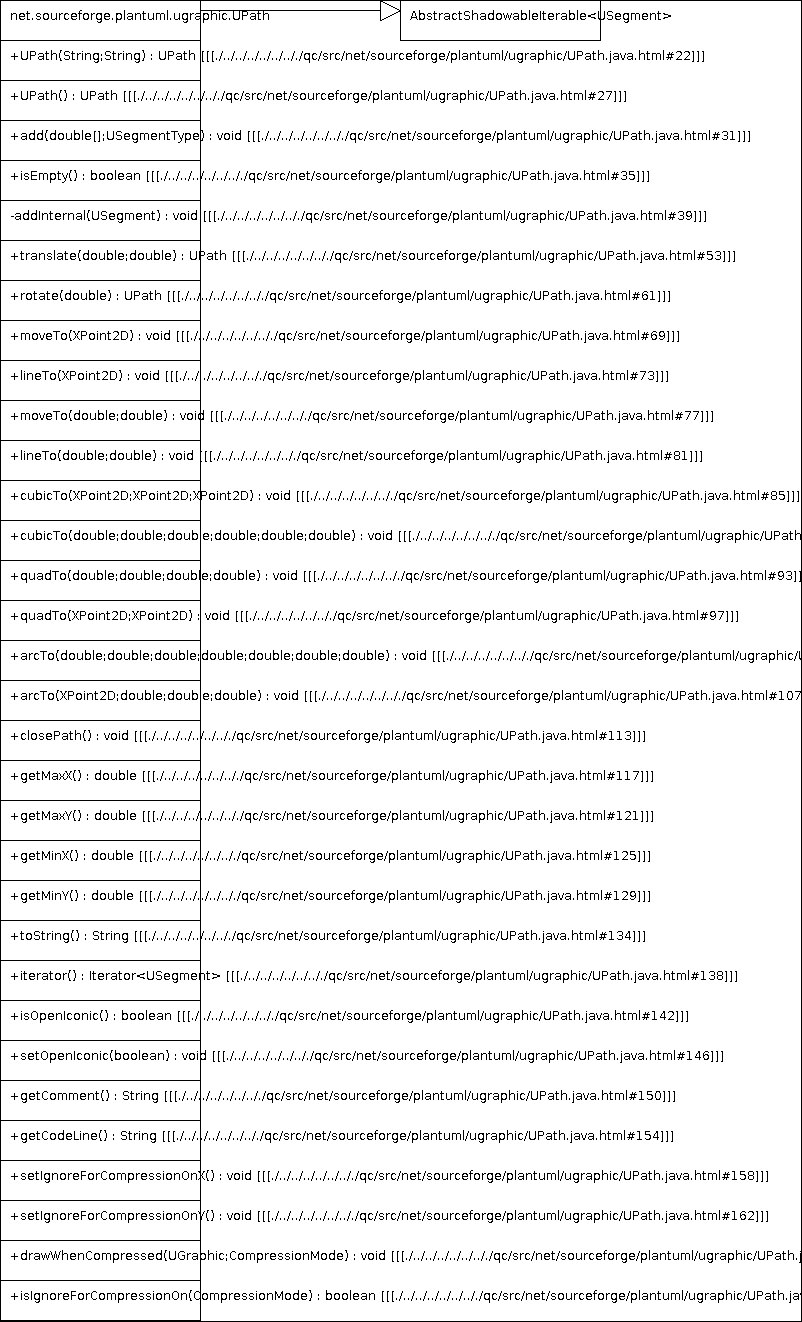 net.sourceforge.plantuml.ugraphic.UPath
AbstractShadowableIterable<USegment>
+UPath(String;String) : UPath [[[./../../../../../../qc/src/net/sourceforge/plantuml/ugraphic/UPath.java.html#22]]]
+UPath() : UPath [[[./../../../../../../qc/src/net/sourceforge/plantuml/ugraphic/UPath.java.html#27]]]
+add(double[];USegmentType) : void [[[./../../../../../../qc/src/net/sourceforge/plantuml/ugraphic/UPath.java.html#31]]]
+isEmpty() : boolean [[[./../../../../../../qc/src/net/sourceforge/plantuml/ugraphic/UPath.java.html#35]]]
-addInternal(USegment) : void [[[./../../../../../../qc/src/net/sourceforge/plantuml/ugraphic/UPath.java.html#39]]]
+translate(double;double) : UPath [[[./../../../../../../qc/src/net/sourceforge/plantuml/ugraphic/UPath.java.html#53]]]
+rotate(double) : UPath [[[./../../../../../../qc/src/net/sourceforge/plantuml/ugraphic/UPath.java.html#61]]]
+moveTo(XPoint2D) : void [[[./../../../../../../qc/src/net/sourceforge/plantuml/ugraphic/UPath.java.html#69]]]
+lineTo(XPoint2D) : void [[[./../../../../../../qc/src/net/sourceforge/plantuml/ugraphic/UPath.java.html#73]]]
+moveTo(double;double) : void [[[./../../../../../../qc/src/net/sourceforge/plantuml/ugraphic/UPath.java.html#77]]]
+lineTo(double;double) : void [[[./../../../../../../qc/src/net/sourceforge/plantuml/ugraphic/UPath.java.html#81]]]
+cubicTo(XPoint2D;XPoint2D;XPoint2D) : void [[[./../../../../../../qc/src/net/sourceforge/plantuml/ugraphic/UPath.java.html#85]]]
+cubicTo(double;double;double;double;double;double) : void [[[./../../../../../../qc/src/net/sourceforge/plantuml/ugraphic/UPath
+quadTo(double;double;double;double) : void [[[./../../../../../../qc/src/net/sourceforge/plantuml/ugraphic/UPath.java.html#93]]
+quadTo(XPoint2D;XPoint2D) : void [[[./../../../../../../qc/src/net/sourceforge/plantuml/ugraphic/UPath.java.html#97]]]
+arcTo(double;double;double;double;double;double;double) : void [[[./../../../../../../qc/src/net/sourceforge/plantuml/ugraphic/U
+arcTo(XPoint2D;double;double;double) : void [[[./../../../../../../qc/src/net/sourceforge/plantuml/ugraphic/UPath.java.html#107
+closePath() : void [[[./../../../../../../qc/src/net/sourceforge/plantuml/ugraphic/UPath.java.html#113]]]
+getMaxX() : double [[[./../../../../../../qc/src/net/sourceforge/plantuml/ugraphic/UPath.java.html#117]]]
+getMaxY() : double [[[./../../../../../../qc/src/net/sourceforge/plantuml/ugraphic/UPath.java.html#121]]]
+getMinX() : double [[[./../../../../../../qc/src/net/sourceforge/plantuml/ugraphic/UPath.java.html#125]]]
+getMinY() : double [[[./../../../../../../qc/src/net/sourceforge/plantuml/ugraphic/UPath.java.html#129]]]
+toString() : String [[[./../../../../../../qc/src/net/sourceforge/plantuml/ugraphic/UPath.java.html#134]]]
+iterator() : Iterator<USegment> [[[./../../../../../../qc/src/net/sourceforge/plantuml/ugraphic/UPath.java.html#138]]]
+isOpenIconic() : boolean [[[./../../../../../../qc/src/net/sourceforge/plantuml/ugraphic/UPath.java.html#142]]]
+setOpenIconic(boolean) : void [[[./../../../../../../qc/src/net/sourceforge/plantuml/ugraphic/UPath.java.html#146]]]
+getComment() : String [[[./../../../../../../qc/src/net/sourceforge/plantuml/ugraphic/UPath.java.html#150]]]
+getCodeLine() : String [[[./../../../../../../qc/src/net/sourceforge/plantuml/ugraphic/UPath.java.html#154]]]
+setIgnoreForCompressionOnX() : void [[[./../../../../../../qc/src/net/sourceforge/plantuml/ugraphic/UPath.java.html#158]]]
+setIgnoreForCompressionOnY() : void [[[./../../../../../../qc/src/net/sourceforge/plantuml/ugraphic/UPath.java.html#162]]]
+drawWhenCompressed(UGraphic;CompressionMode) : void [[[./../../../../../../qc/src/net/sourceforge/plantuml/ugraphic/UPath.j
+isIgnoreForCompressionOn(CompressionMode) : boolean [[[./../../../../../../qc/src/net/sourceforge/plantuml/ugraphic/UPath.jav